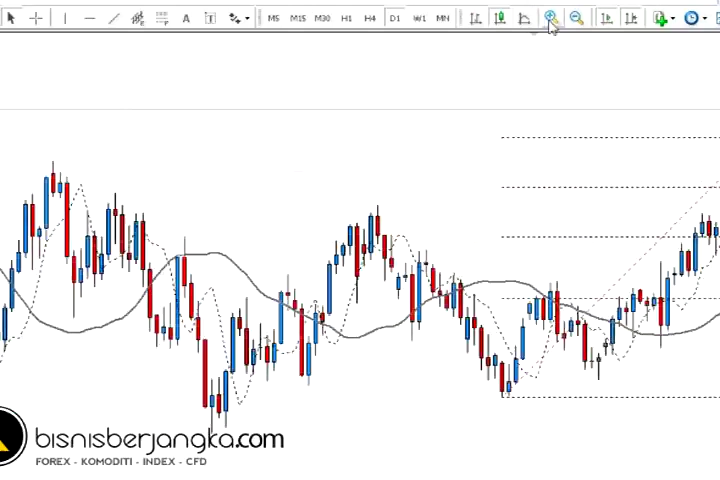 A T M5 M15 M30 H1 H4 D1 W1 MN
bisnisberjangka.com
FOREX - KOMODITI - INDEX - CFD